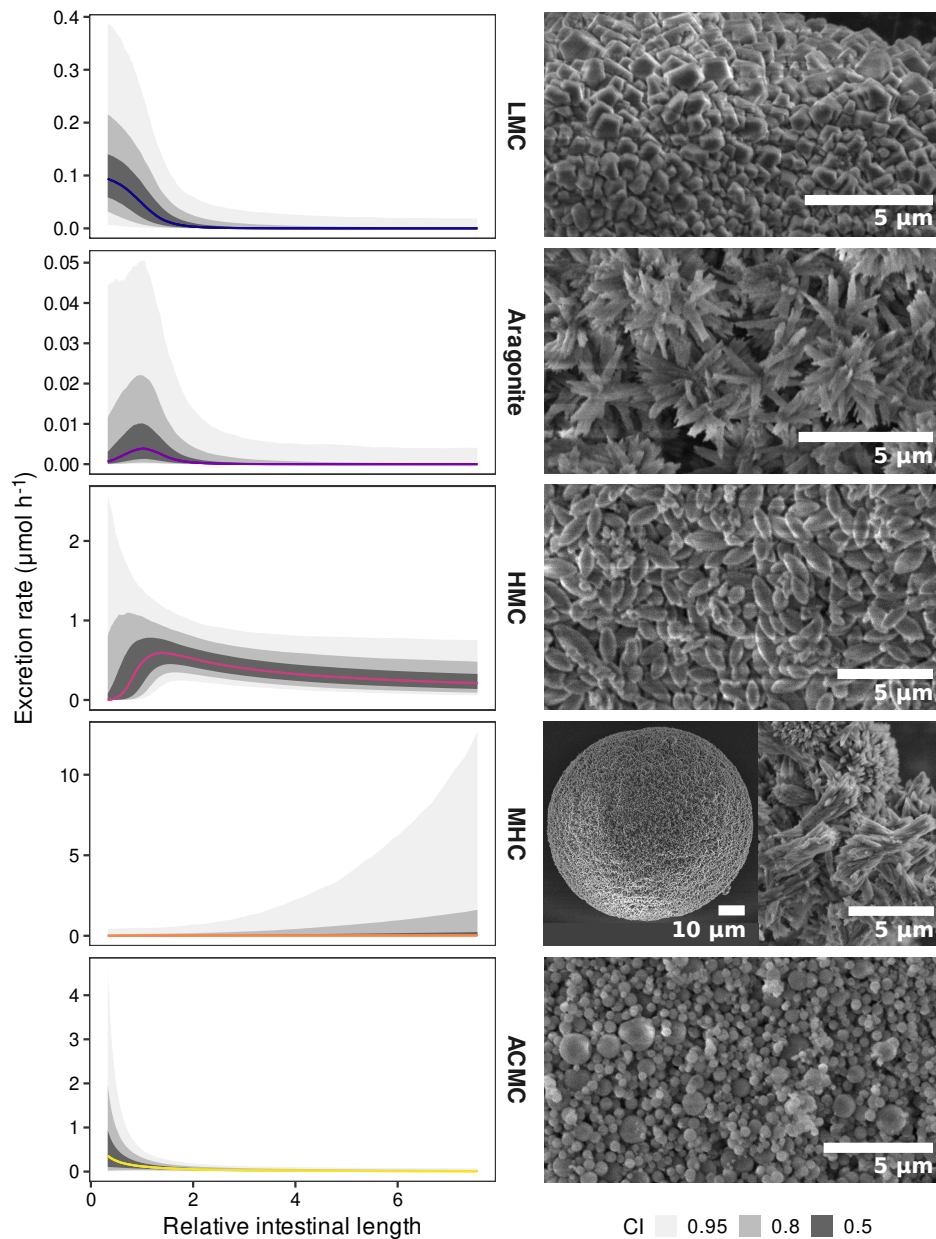 0.4
0.3
0.2
0.1
0.0
LMC
5 µm
0.05
0.04
0.03
0.02
0.01
0.00
Aragonite
5 µm
Excretion rate (µmol h-1)
2
1
0
HMC
5 µm
10
5
0
MHC
10 µm
5 µm
4
3
2
1
0
ACMC
5 µm
0 2 4 6
Relative intestinal length
CI 0.95 0.8 0.5